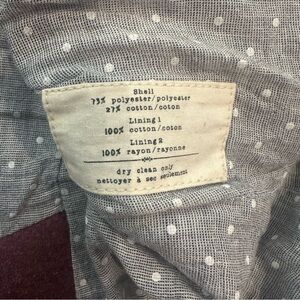 Shell
73% polyester/polyester
27% cotton/coton
Lining 1
100% cotton/coton
Lining 2
100% rayon/rayonne
dry clean only
nettoyer à sec seulement